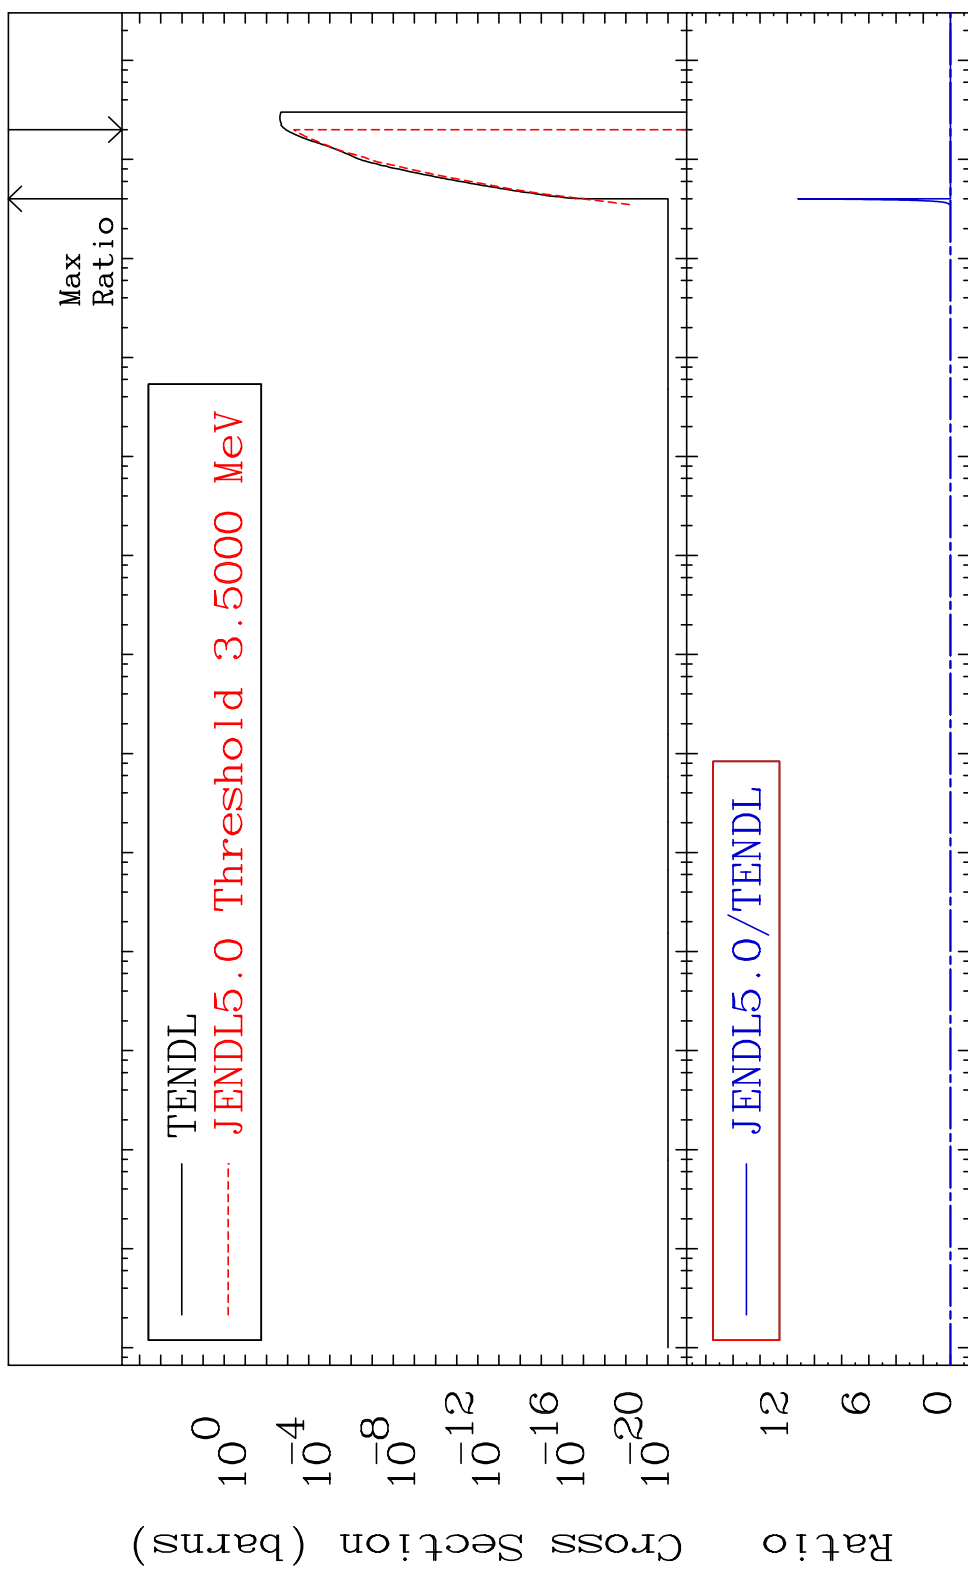 Max
Ratio
TENDL
JENDL5.0 Threshold 3.5000 MeV
10^0
10^-4
10^-8
10^-12
10^-16
10^-20
Cross Section (barns)
JENDL5.0/TENDL
12
6
0
Ratio